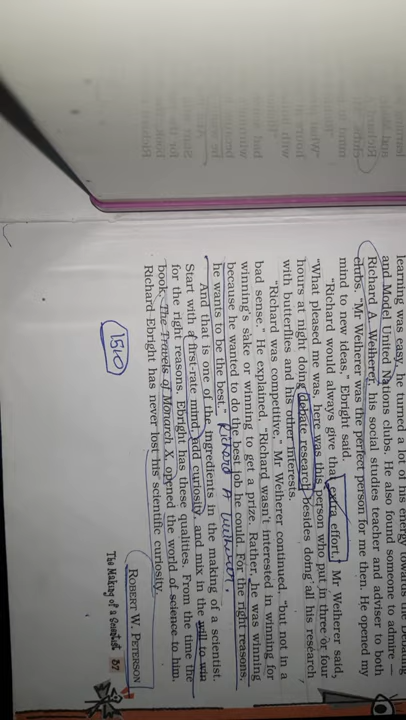 learning was easy, he turned a lot of his energy towards the Debating
and Model United Nations clubs. He also found someone to admire —
Richard A. Weiherer, his social studies teacher and adviser to both
clubs. "Mr Weiherer was the perfect person for me then. He opened my
mind to new ideas," Ebright said.
"Richard would always give that extra effort," Mr Weiherer said,
"What pleased me was, here was this person who put in three or four
hours at night doing debate research besides doing all his research
with butterflies and his other interests.
"Richard was competitive," Mr Weiherer continued, "but not in a
bad sense." He explained, "Richard wasn't interested in winning for
winning's sake or winning to get a prize. Rather, he was winning
because he wanted to do the best job he could. For the right reasons,
he wants to be the best." Richard A Weiherer.
And that is one of the ingredients in the making of a scientist.
Start with a first-rate mind, add curiosity, and mix in the will to win
for the right reasons. Ebright has these qualities. From the time the
book, The Travels of Monarch X, opened the world of science to him,
Richard Ebright has never lost his scientific curiosity.
ROBERT W. PETERSON
1510
The Making of a Scientist 37